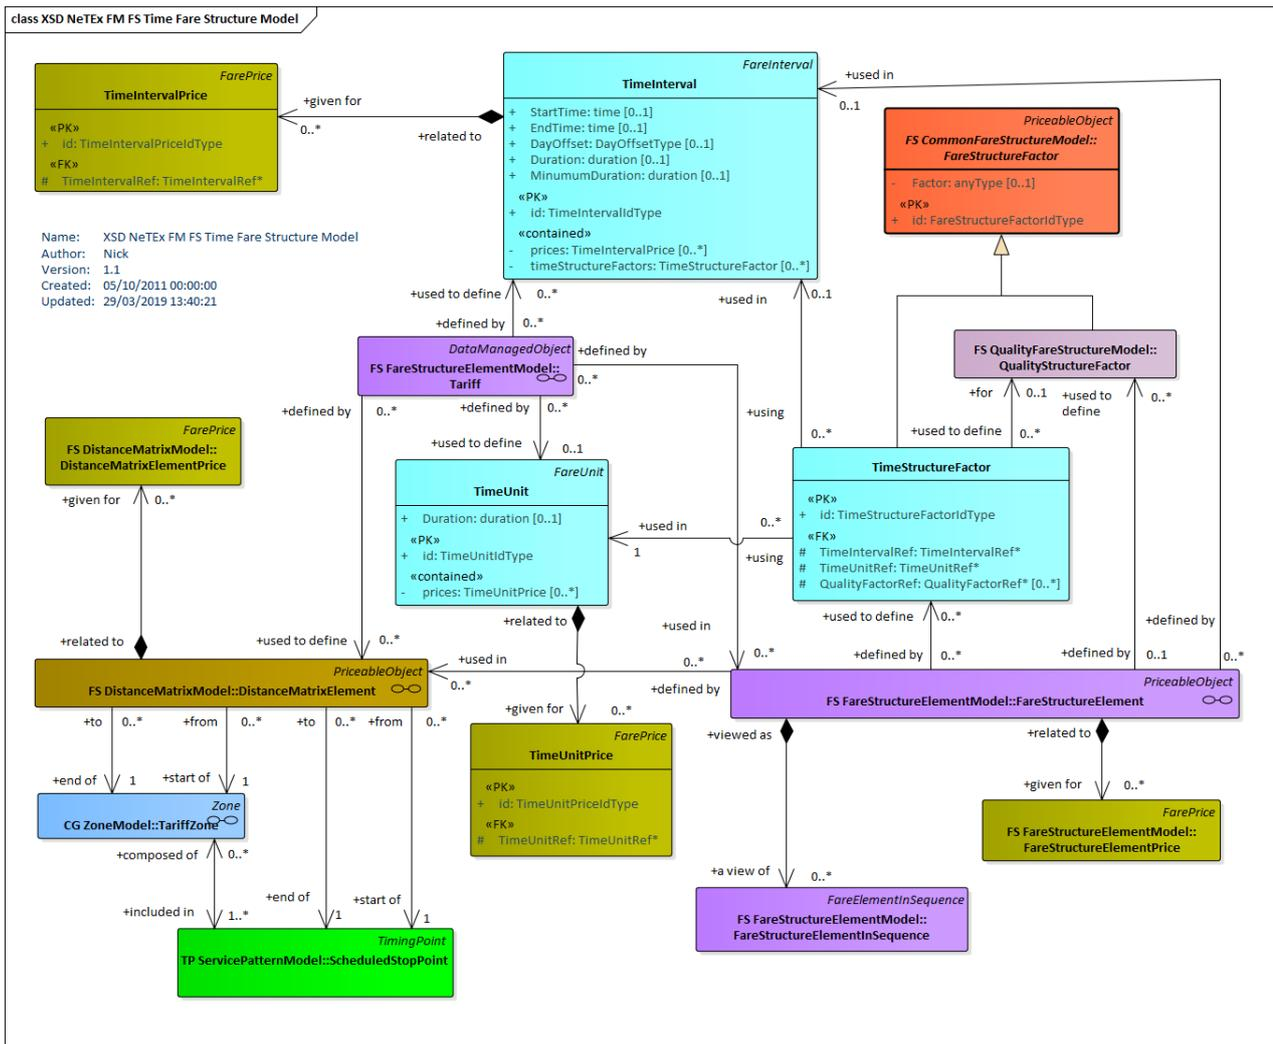 class XSD NeTEx FM FS Time Fare Structure Model
FarePrice
TimeIntervalPrice
«PK»
+ id: TimeIntervalPriceIdType
«FK»
# TimeIntervalRef: TimeIntervalRef*
+given for
0..*
+related to
FareInterval
TimeInterval
+ StartTime: time [0..1]
+ EndTime: time [0..1]
+ DayOffset: DayOffsetType [0..1]
+ Duration: duration [0..1]
+ MinumumDuration: duration [0..1]
«PK»
+ id: TimeIntervalIdType
«contained»
- prices: TimeIntervalPrice [0..*]
- timeStructureFactors: TimeStructureFactor [0..*]
+used in
0..1
PriceableObject
FS CommonFareStructureModel::
FareStructureFactor
- Factor: anyType [0..1]
«PK»
+ id: FareStructureFactorIdType
Name: XSD NeTEx FM FS Time Fare Structure Model
Author: Nick
Version: 1.1
Created: 05/10/2011 00:00:00
Updated: 29/03/2019 13:40:21
+used to define
0..*
+defined by
0..*
+used in
0..1
DataManagedObject
FS FareStructureElementModel::
Tariff
+defined by
0..*
+using
FS QualityFareStructureModel::
QualityStructureFactor
+for
0..1
+used to
define
0..*
+used to define
0..*
0..*
+defined by
0..*
+defined by
0..*
+used to define
0..1
FarePrice
FS DistanceMatrixModel::
DistanceMatrixElementPrice
+given for
0..*
FareUnit
TimeUnit
+ Duration: duration [0..1]
«PK»
+ id: TimeUnitIdType
«contained»
- prices: TimeUnitPrice [0..*]
+used in
1
0..*
+using
TimeStructureFactor
«PK»
+ id: TimeStructureFactorIdType
«FK»
# TimeIntervalRef: TimeIntervalRef*
# TimeUnitRef: TimeUnitRef*
# QualityFactorRef: QualityFactorRef* [0..*]
+related to
+used to define
0..*
+related to
+used in
0..*
+used to define
0..*
+defined by
0..*
+defined by
0..1
+defined by
0..*
PriceableObject
FS DistanceMatrixModel::DistanceMatrixElement
+used in
0..*
0..*
+defined by
PriceableObject
FS FareStructureElementModel::FareStructureElement
+to
0..*
+from
0..*
+to
0..*
+from
0..*
+end of
1
+start of
1
+given for
0..*
FarePrice
TimeUnitPrice
«PK»
+ id: TimeUnitPriceIdType
«FK»
# TimeUnitRef: TimeUnitRef*
+viewed as
+related to
+given for
0..*
Zone
CG ZoneModel::TariffZone
+composed of
0..*
+included in
1..*
+end of
1
+start of
1
FarePrice
FS FareStructureElementModel::
FareStructureElementPrice
+a view of
0..*
FareElementInSequence
FS FareStructureElementModel::
FareStructureElementInSequence
TimingPoint
TP ServicePatternModel::ScheduledStopPoint